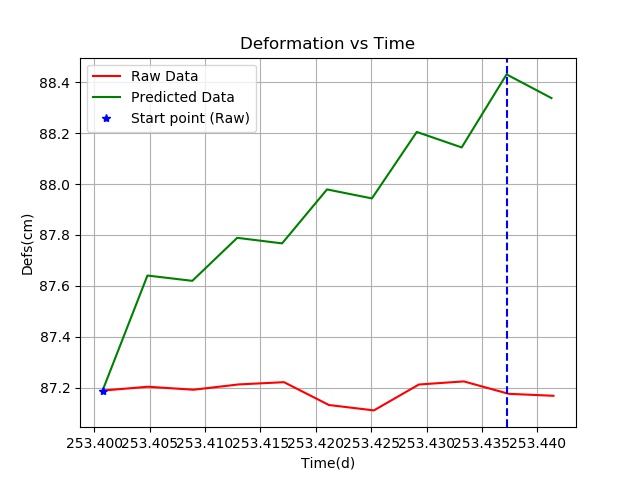 Deformation vs Time
Raw Data
Predicted Data
Start point (Raw)
88.4
88.2
88.0
87.8
87.6
87.4
87.2
Defs(cm)
253.400 253.405 253.410 253.415 253.420 253.425 253.430 253.435 253.440
Time(d)